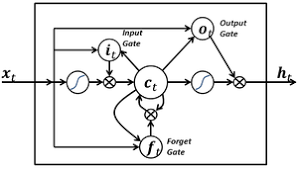 Output
Gate
o_t
Input
Gate
i_t
x_t
c_t
h_t
f_t
Forget
Gate